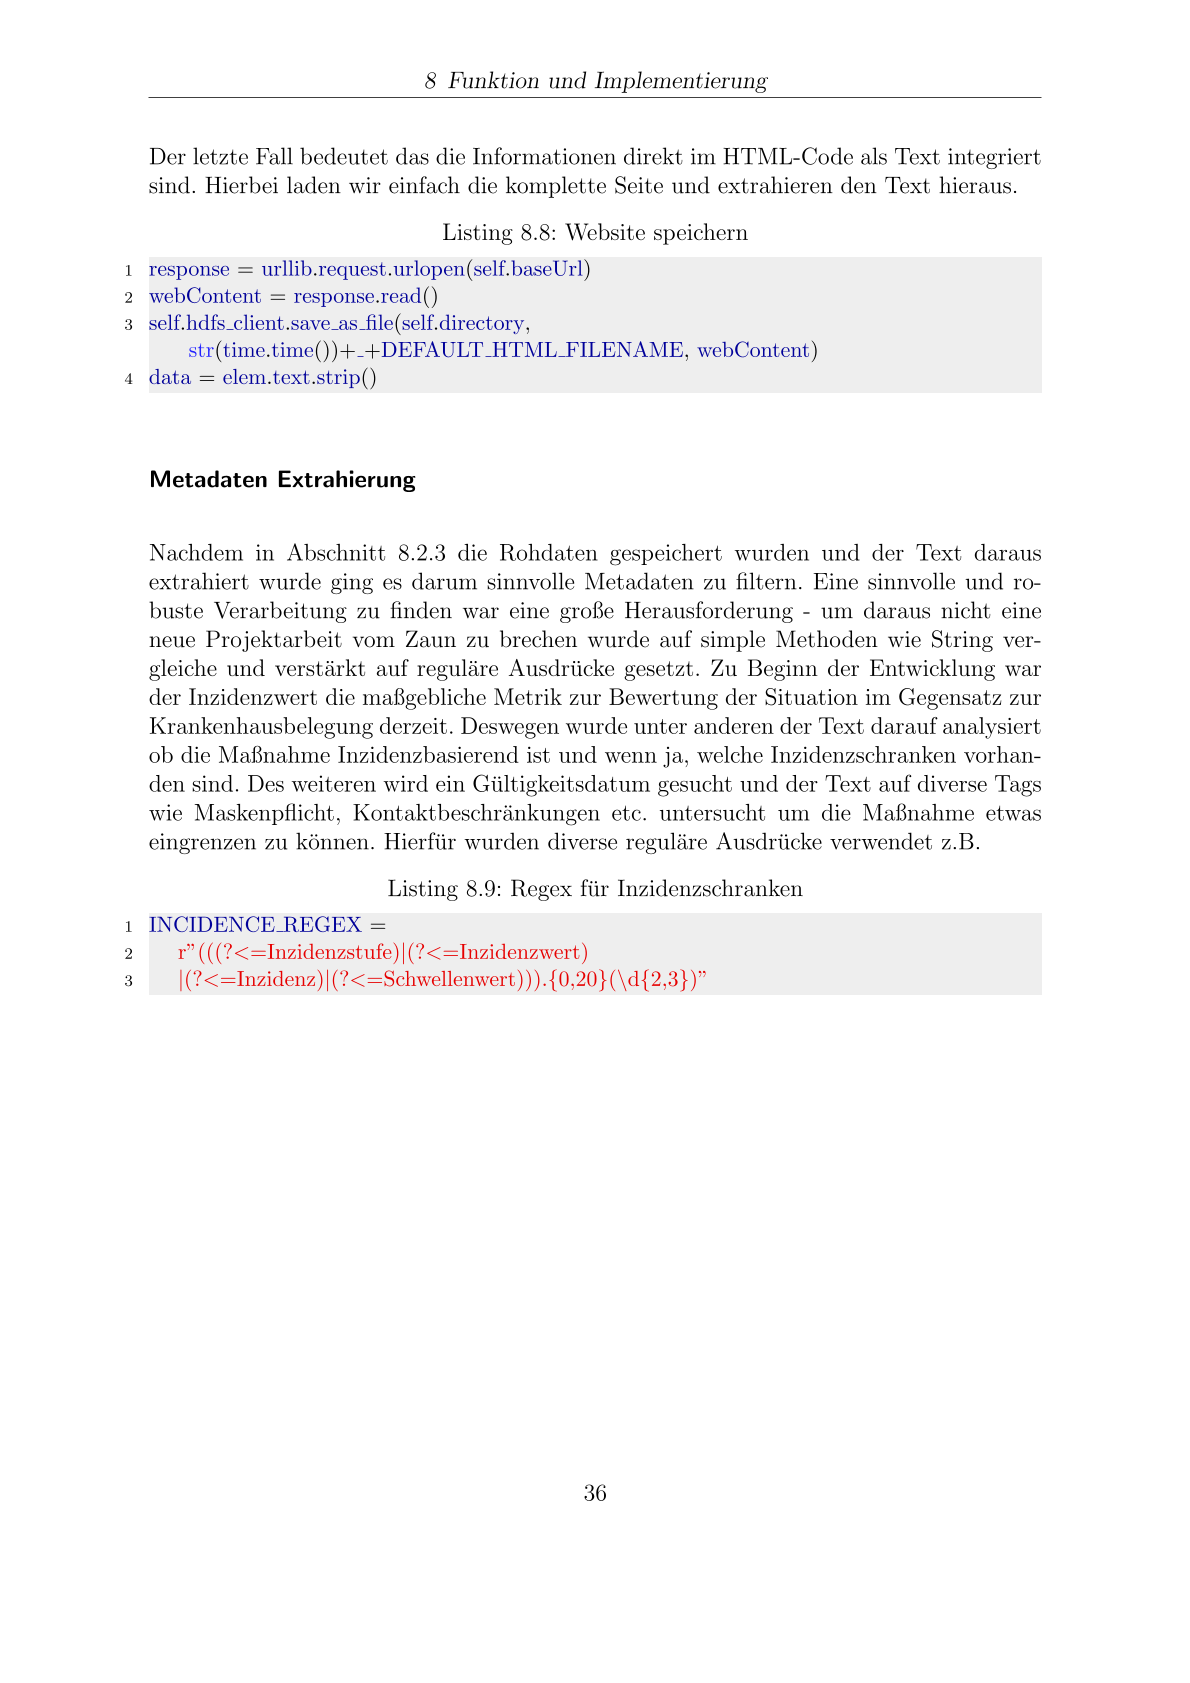 8 Funktion und Implementierung
Der letzte Fall bedeutet das die Informationen direkt im HTML-Code als Text integriert
sind. Hierbei laden wir einfach die komplette Seite und extrahieren den Text hieraus.
Listing 8.8: Website speichern
1 response = urllib.request.urlopen(self.baseUrl)
2 webContent = response.read()
3 self.hdfs_client.save_as_file(self.directory,
str(time.time())+_+DEFAULT_HTML_FILENAME, webContent)
4 data = elem.text.strip()
Metadaten Extrahierung
Nachdem in Abschnitt 8.2.3 die Rohdaten gespeichert wurden und der Text daraus
extrahiert wurde ging es darum sinnvolle Metadaten zu filtern. Eine sinnvolle und ro-
buste Verarbeitung zu finden war eine große Herausforderung - um daraus nicht eine
neue Projektarbeit vom Zaun zu brechen wurde auf simple Methoden wie String ver-
gleiche und verstärkt auf reguläre Ausdrücke gesetzt. Zu Beginn der Entwicklung war
der Inzidenzwert die maßgebliche Metrik zur Bewertung der Situation im Gegensatz zur
Krankenhausbelegung derzeit. Deswegen wurde unter anderen der Text darauf analysiert
ob die Maßnahme Inzidenzbasierend ist und wenn ja, welche Inzidenzschranken vorhan-
den sind. Des weiteren wird ein Gültigkeitsdatum gesucht und der Text auf diverse Tags
wie Maskenpflicht, Kontaktbeschränkungen etc. untersucht um die Maßnahme etwas
eingrenzen zu können. Hierfür wurden diverse reguläre Ausdrücke verwendet z.B.
Listing 8.9: Regex für Inzidenzschranken
1 INCIDENCE_REGEX =
2 r”(((?<=Inzidenzstufe)|(?<=Inzidenzwert)
3 |(?<=Inzidenz)|(?<=Schwellenwert))).{0,20}(\d{2,3})”
36